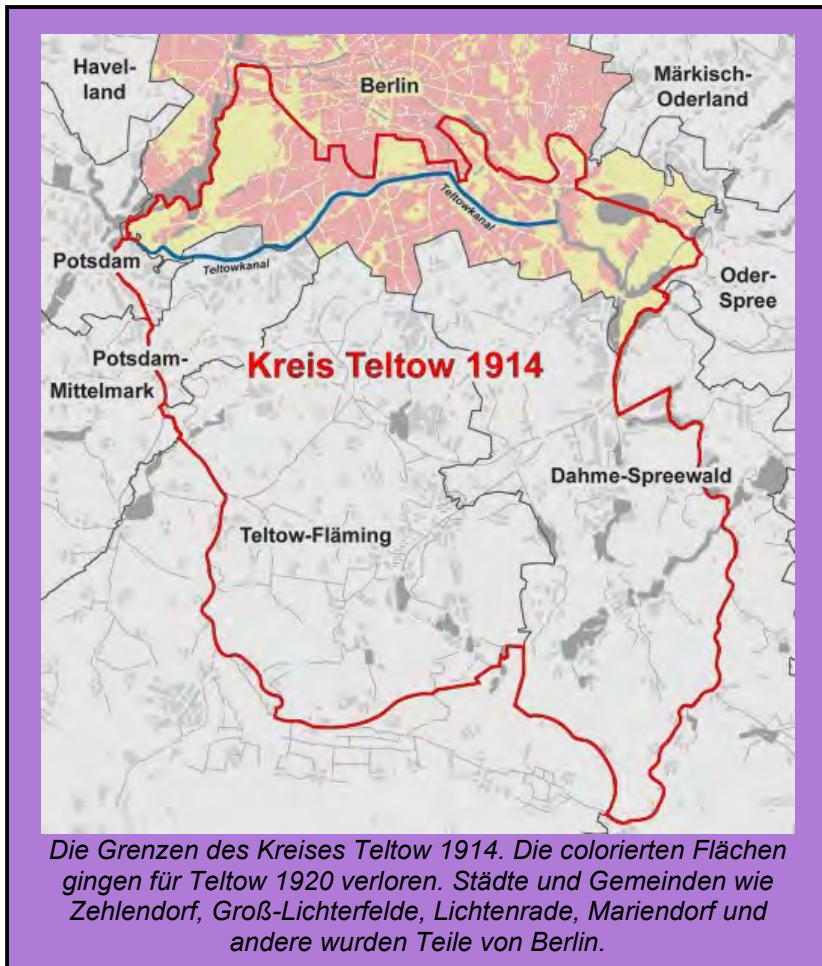 Havel-
land
Berlin
Märkisch-
Oderland
Teltowkanal
Potsdam
Teltowkanal
Oder-
Spree
Potsdam-
Mittelmark
Kreis Teltow 1914
Dahme-Spreewald
Teltow-Fläming
Die Grenzen des Kreises Teltow 1914. Die colorierten Flächen
gingen für Teltow 1920 verloren. Städte und Gemeinden wie
Zehlendorf, Groß-Lichterfelde, Lichtenrade, Mariendorf und
andere wurden Teile von Berlin.